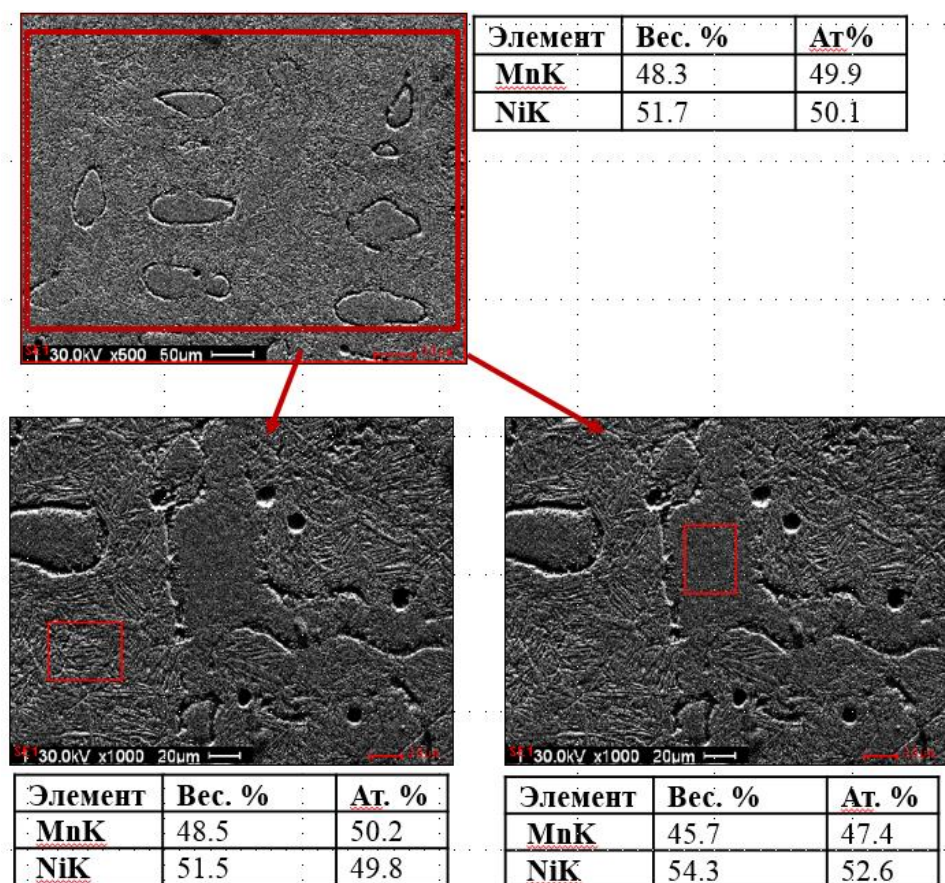 Элемент Вес. % Ат%
MnK 48.3 49.9
NiK 51.7 50.1
30.0kV x500 50µm
30.0kV x1000 20µm
30.0kV x1000 20µm
Элемент Вес. % Ат. %
MnK 48.5 50.2
NiK 51.5 49.8
Элемент Вес. % Ат. %
MnK 45.7 47.4
NiK 54.3 52.6